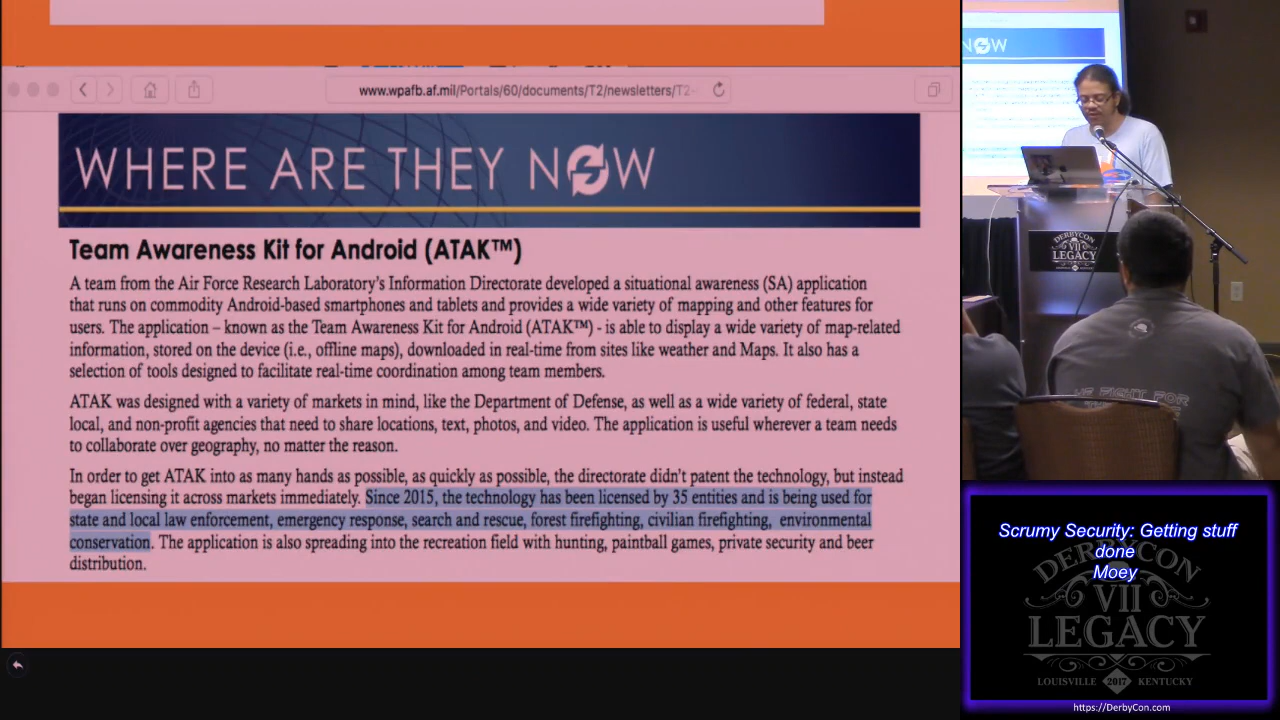 www.wpafb.af.mil/Portals/60/documents/T2/newsletters/T2-
WHERE ARE THEY NOW
Team Awareness Kit for Android (ATAK™)
A team from the Air Force Research Laboratory's Information Directorate developed a situational awareness (SA) application
that runs on commodity Android-based smartphones and tablets and provides a wide variety of mapping and other features for
users. The application – known as the Team Awareness Kit for Android (ATAK™) - is able to display a wide variety of map-related
information, stored on the device (i.e., offline maps), downloaded in real-time from sites like weather and Maps. It also has a
selection of tools designed to facilitate real-time coordination among team members.
ATAK was designed with a variety of markets in mind, like the Department of Defense, as well as a wide variety of federal, state
local, and non-profit agencies that need to share locations, text, photos, and video. The application is useful wherever a team needs
to collaborate over geography, no matter the reason.
In order to get ATAK into as many hands as possible, as quickly as possible, the directorate didn't patent the technology, but instead
began licensing it across markets immediately. Since 2015, the technology has been licensed by 35 entities and is being used for
state and local law enforcement, emergency response, search and rescue, forest firefighting, civilian firefighting, environmental
conservation. The application is also spreading into the recreation field with hunting, paintball games, private security and beer
distribution.
NOW
DERBYCON
VII
LEGACY
WE FIGHT FOR
Scrumy Security: Getting stuff
done
Moey
DERBYCON
VII
LEGACY
LOUISVILLE 2017 KENTUCKY
https://DerbyCon.com